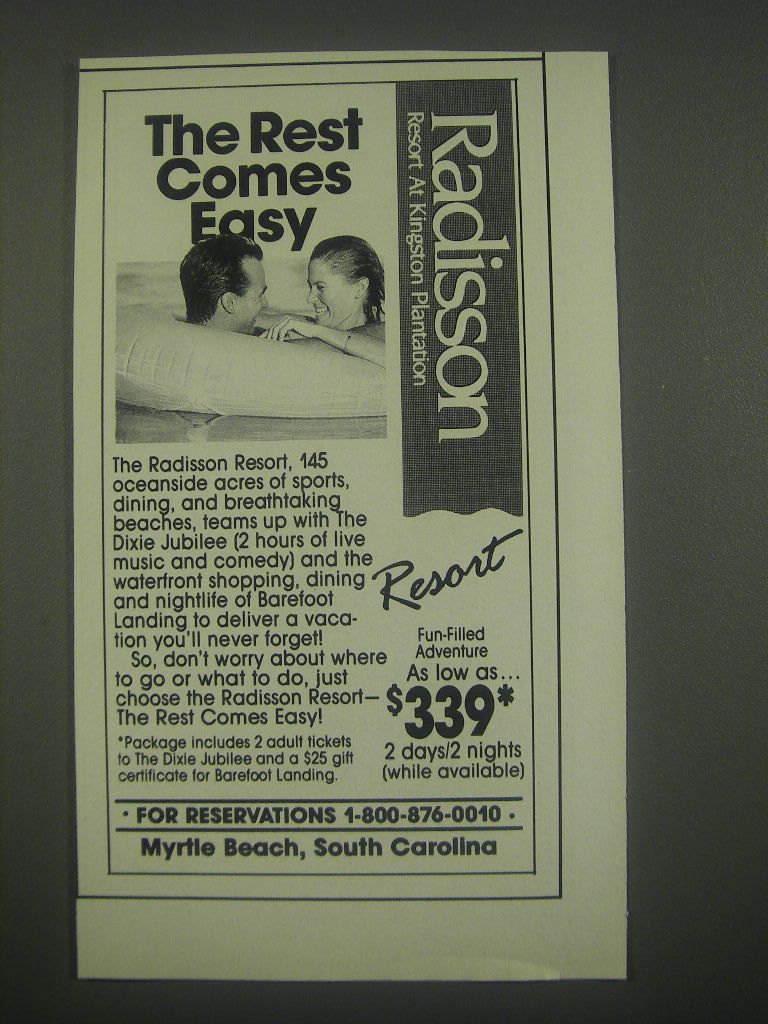 The Rest
Comes
Easy
Radisson
Resort At Kingston Plantation
Resort
The Radisson Resort, 145
oceanside acres of sports,
dining, and breathtaking
beaches, teams up with The
Dixie Jubilee (2 hours of live
music and comedy) and the
waterfront shopping, dining
and nightlife of Barefoot
Landing to deliver a vaca-
tion you'll never forget!
So, don't worry about where
to go or what to do, just
choose the Radisson Resort—
The Rest Comes Easy!
*Package includes 2 adult tickets
to The Dixie Jubilee and a $25 gift
certificate for Barefoot Landing.
Fun-Filled
Adventure
As low as...
$339*
2 days/2 nights
(while available)
· FOR RESERVATIONS 1-800-876-0010 ·
Myrtle Beach, South Carolina